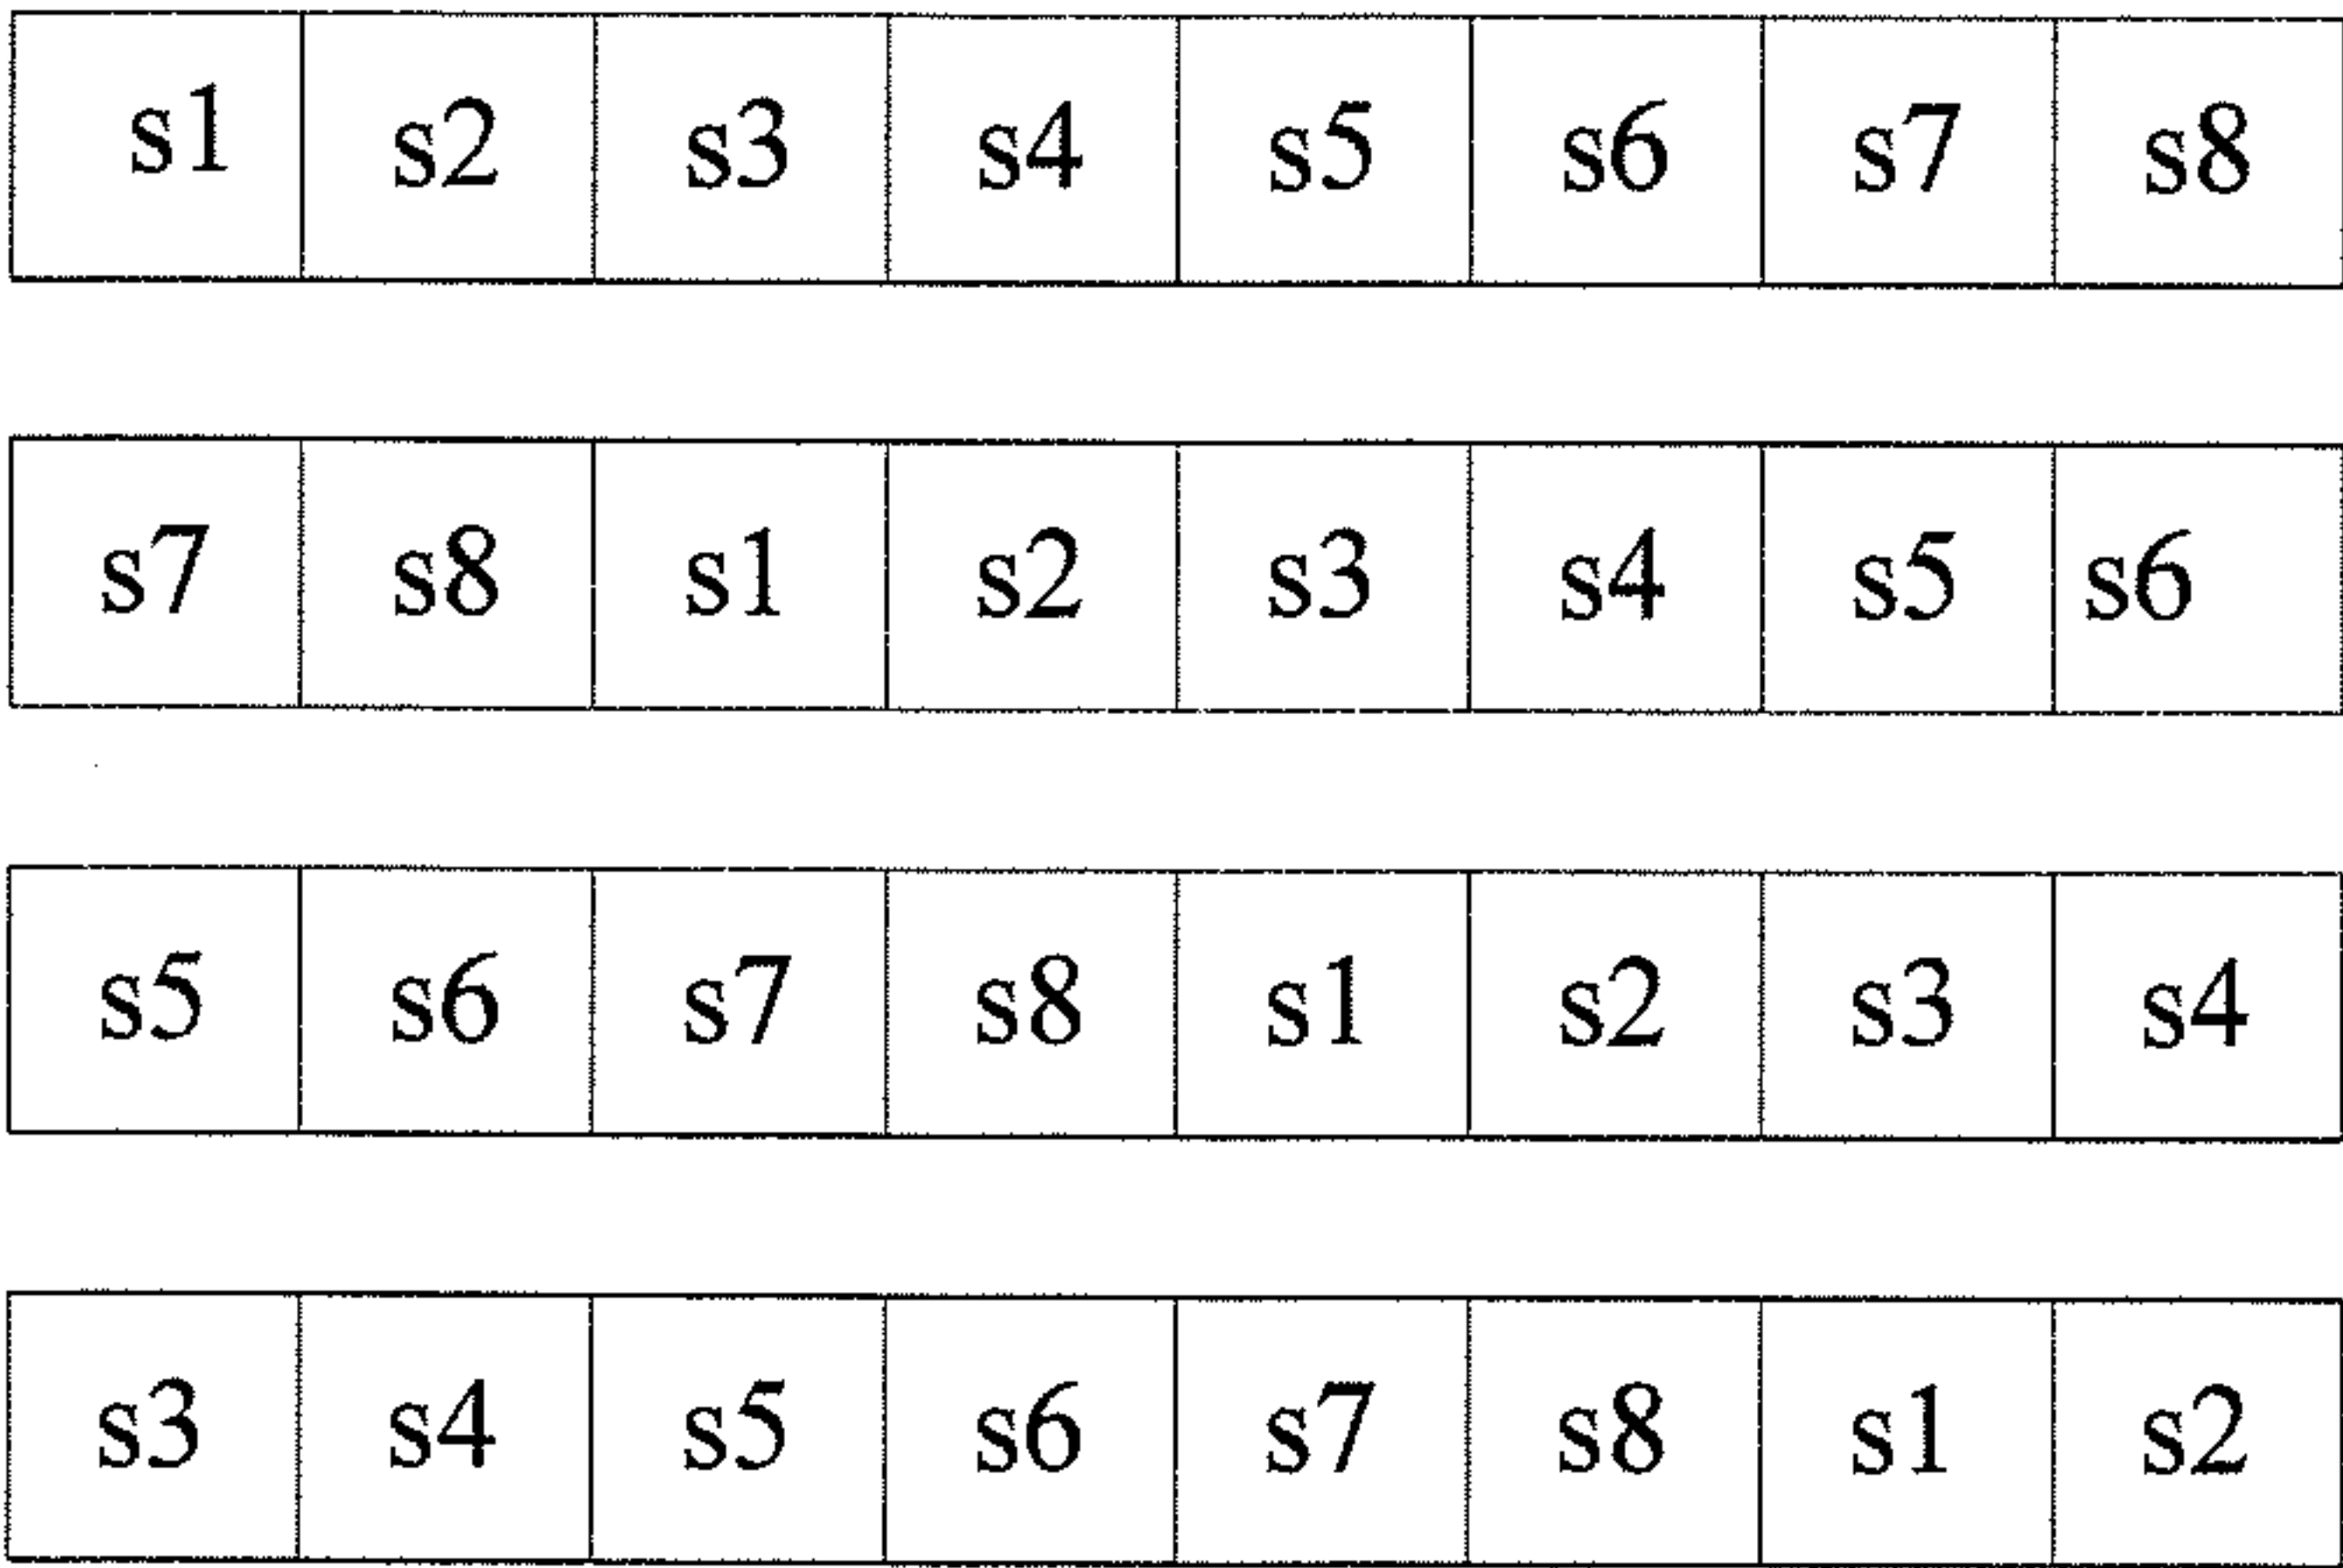 s1 s2 s3 s4 s5 s6 s7 s8
s7 s8 s1 s2 s3 s4 s5 s6
s5 s6 s7 s8 s1 s2 s3 s4
s3 s4 s5 s6 s7 s8 s1 s2